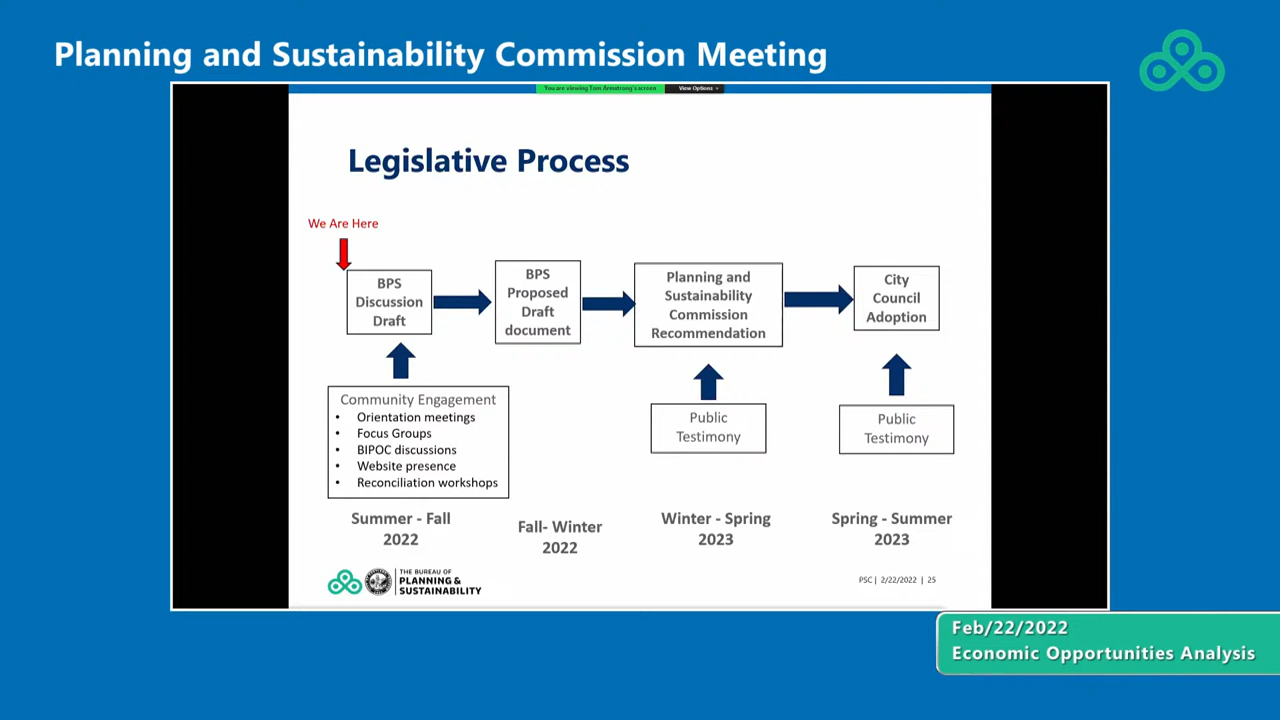 Planning and Sustainability Commission Meeting
You are viewing Tom Armstrong's screen
View Options
Legislative Process
We Are Here
BPS
Discussion
Draft
BPS
Proposed
Draft
document
Planning and
Sustainability
Commission
Recommendation
City
Council
Adoption
Community Engagement
• Orientation meetings
• Focus Groups
• BIPOC discussions
• Website presence
• Reconciliation workshops
Public
Testimony
Public
Testimony
Summer - Fall
2022
Fall- Winter
2022
Winter - Spring
2023
Spring - Summer
2023
THE BUREAU OF
PLANNING &
SUSTAINABILITY
PSC | 2/22/2022 | 25
Feb/22/2022
Economic Opportunities Analysis